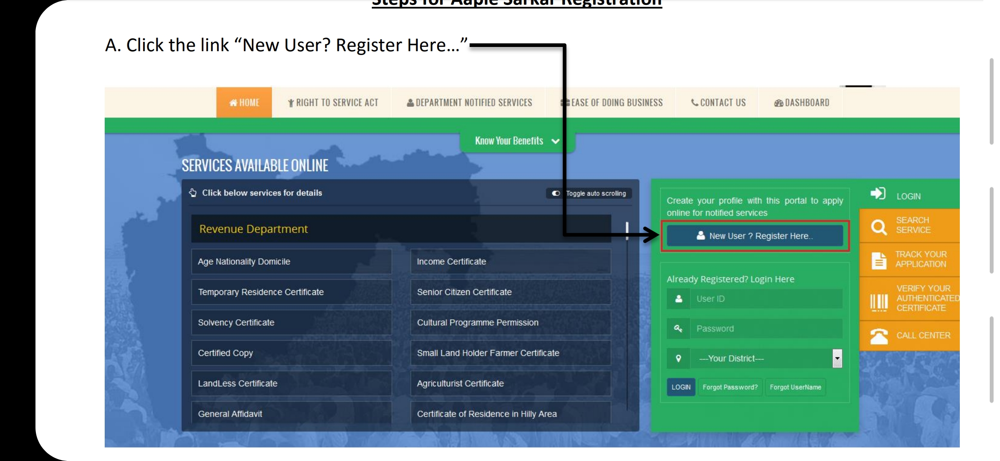 Steps for Aaple Sarkar Registration
A. Click the link “New User? Register Here…”
HOME RIGHT TO SERVICE ACT DEPARTMENT NOTIFIED SERVICES EASE OF DOING BUSINESS CONTACT US DASHBOARD
Know Your Benefits
SERVICES AVAILABLE ONLINE
Click below services for details
Toggle auto scrolling
Revenue Department
Age Nationality Domicile
Income Certificate
Temporary Residence Certificate
Senior Citizen Certificate
Solvency Certificate
Cultural Programme Permission
Certified Copy
Small Land Holder Farmer Certificate
LandLess Certificate
Agriculturist Certificate
General Affidavit
Certificate of Residence in Hilly Area
Create your profile with this portal to apply
online for notified services
New User ? Register Here..
Already Registered? Login Here
User ID
Password
---Your District---
LOGIN Forgot Password? Forgot UserName
LOGIN
SEARCH
SERVICE
TRACK YOUR
APPLICATION
VERIFY YOUR
AUTHENTICATED
CERTIFICATE
CALL CENTER